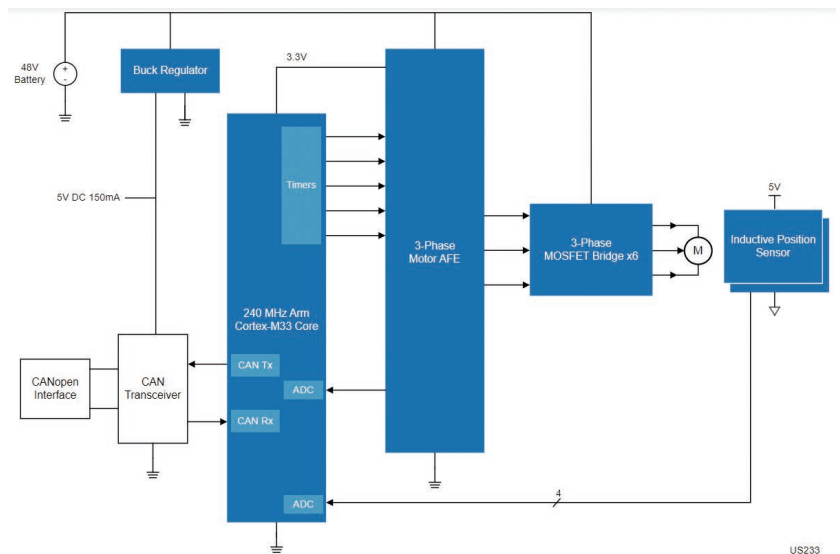 48V
Battery
+
-
Buck Regulator
3.3V
5V DC 150mA
Timers
240 MHz Arm
Cortex-M33 Core
3-Phase
Motor AFE
3-Phase
MOSFET Bridge x6
M
5V
Inductive Position
Sensor
CANopen
Interface
CAN
Transceiver
CAN Tx
ADC
CAN Rx
ADC
4
US233